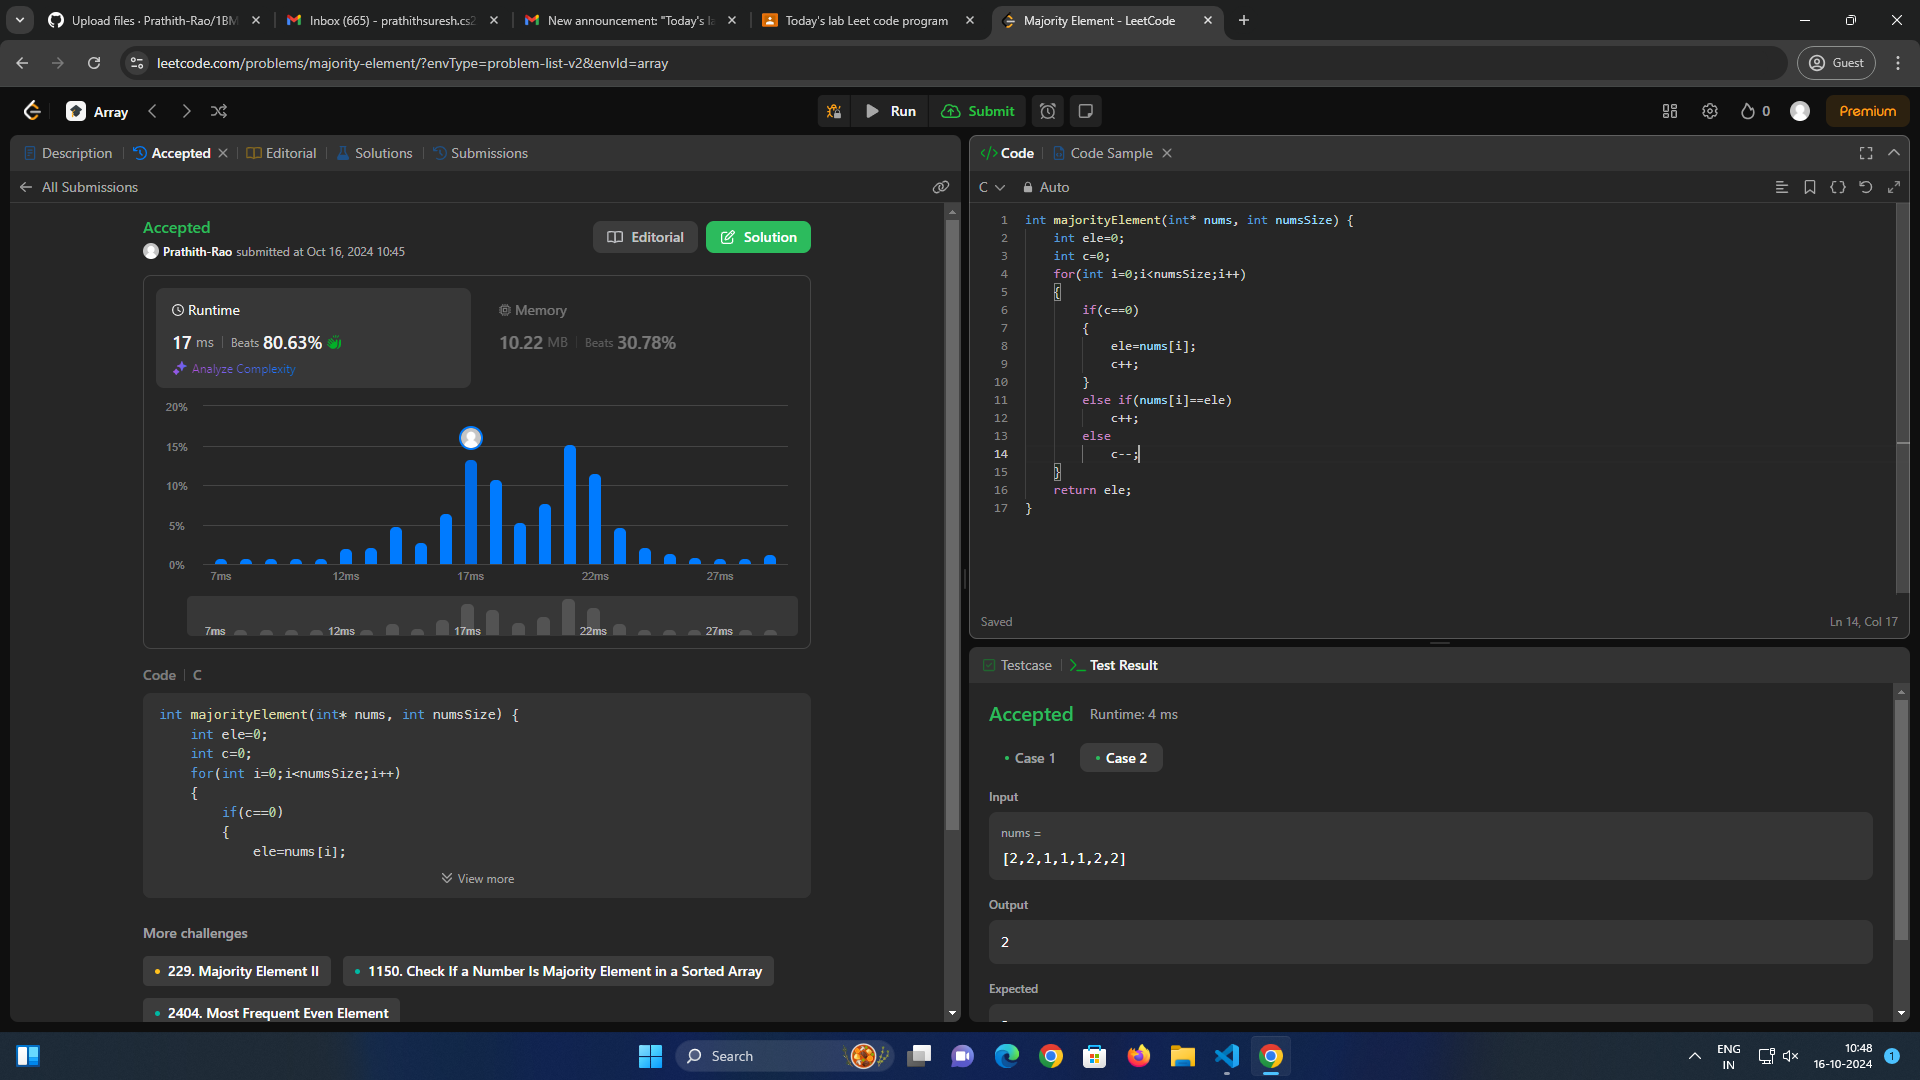 Upload files · Prathith-Rao/1BM
Inbox (665) - prathithsuresh.cs2
New announcement: "Today's la
Today's lab Leet code program
Majority Element - LeetCode
leetcode.com/problems/majority-element/?envType=problem-list-v2&envId=array
Guest
Array
Run
Submit
0
Premium
Description
Accepted
Editorial
Solutions
Submissions
All Submissions
Accepted
Prathith-Rao submitted at Oct 16, 2024 10:45
Editorial
Solution
Runtime
17 ms
Beats 80.63%
Analyze Complexity
Memory
10.22 MB
Beats 30.78%
20%
15%
10%
5%
0%
7ms 12ms 17ms 22ms 27ms
7ms 12ms 17ms 22ms 27ms
Code
C
int majorityElement(int* nums, int numsSize) {
int ele=0;
int c=0;
for(int i=0;i<numsSize;i++)
{
if(c==0)
{
ele=nums[i];
View more
More challenges
229. Majority Element II
1150. Check If a Number Is Majority Element in a Sorted Array
2404. Most Frequent Even Element
</> Code
Code Sample
C
Auto
1 int majorityElement(int* nums, int numsSize) {
2 int ele=0;
3 int c=0;
4 for(int i=0;i<numsSize;i++)
5 {
6 if(c==0)
7 {
8 ele=nums[i];
9 c++;
10 }
11 else if(nums[i]==ele)
12 c++;
13 else
14 c--;
15 }
16 return ele;
17 }
Saved
Ln 14, Col 17
Testcase
Test Result
Accepted
Runtime: 4 ms
Case 1
Case 2
Input
nums =
[2,2,1,1,1,2,2]
Output
2
Expected
Search
ENG
IN
10:48
16-10-2024
1